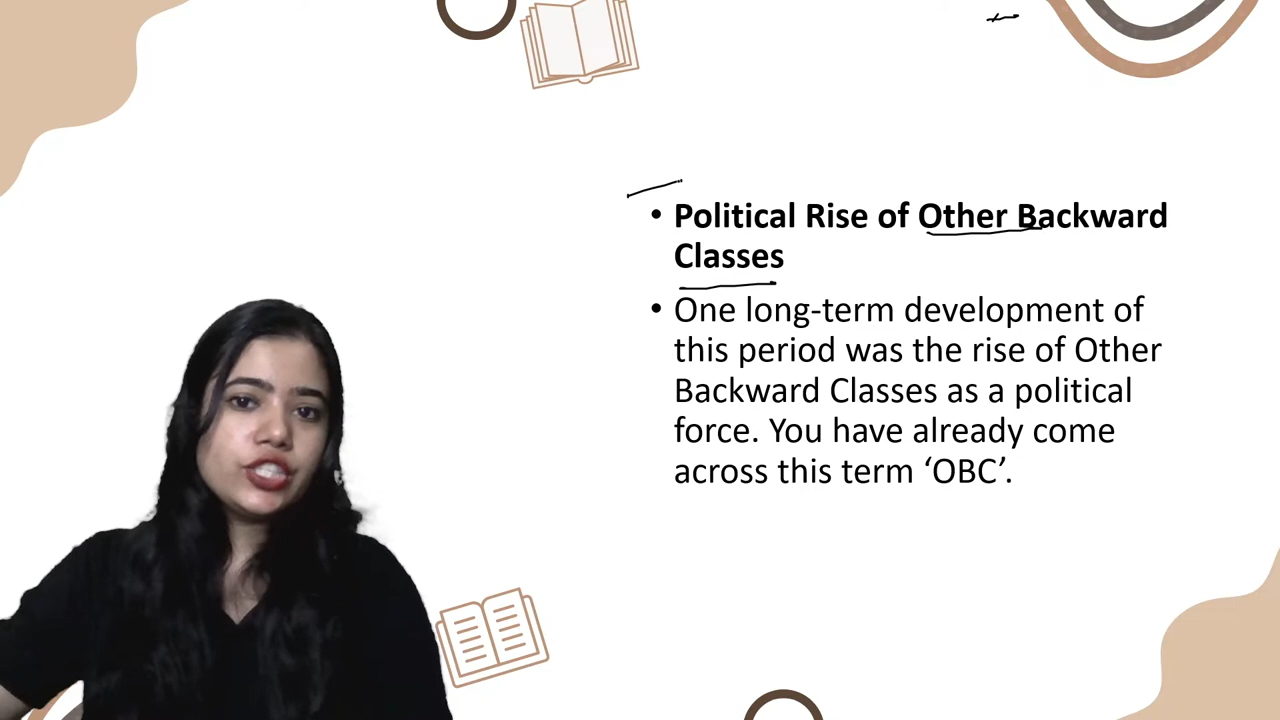 • Political Rise of Other Backward
Classes
• One long-term development of
this period was the rise of Other
Backward Classes as a political
force. You have already come
across this term ‘OBC’.